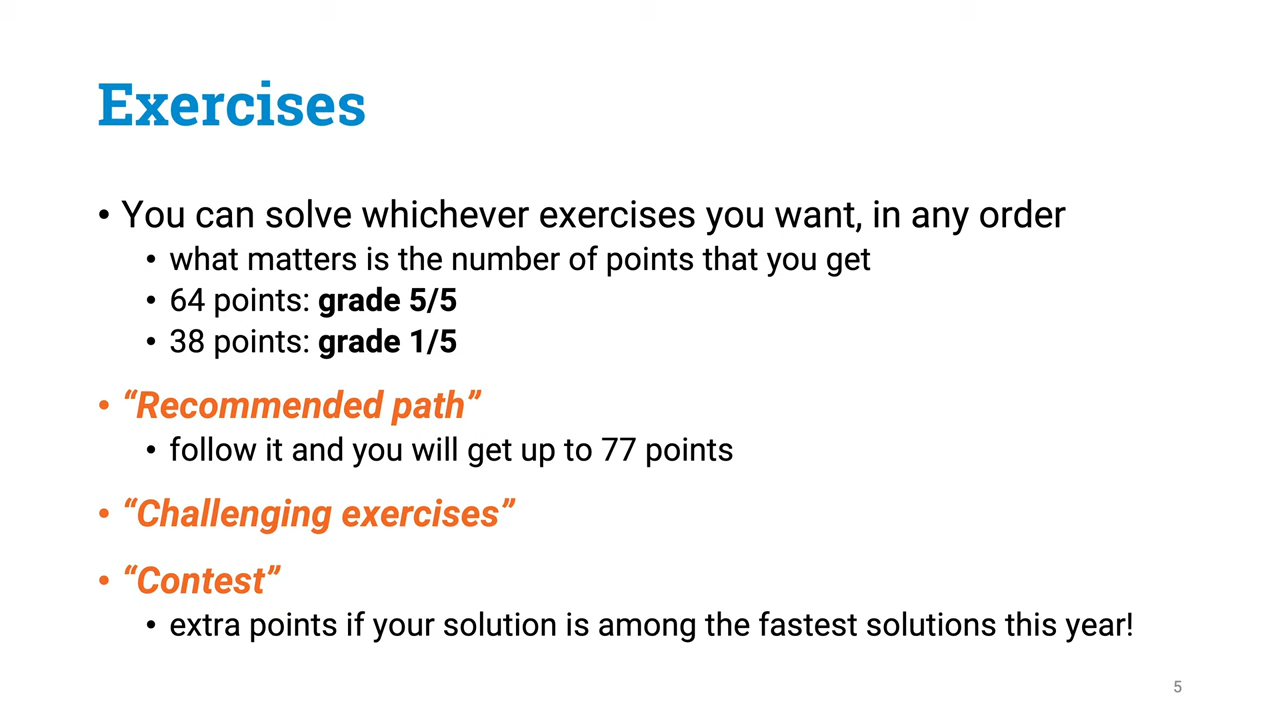 Exercises
• You can solve whichever exercises you want, in any order
• what matters is the number of points that you get
• 64 points: grade 5/5
• 38 points: grade 1/5
• “Recommended path”
• follow it and you will get up to 77 points
• “Challenging exercises”
• “Contest”
• extra points if your solution is among the fastest solutions this year!
5